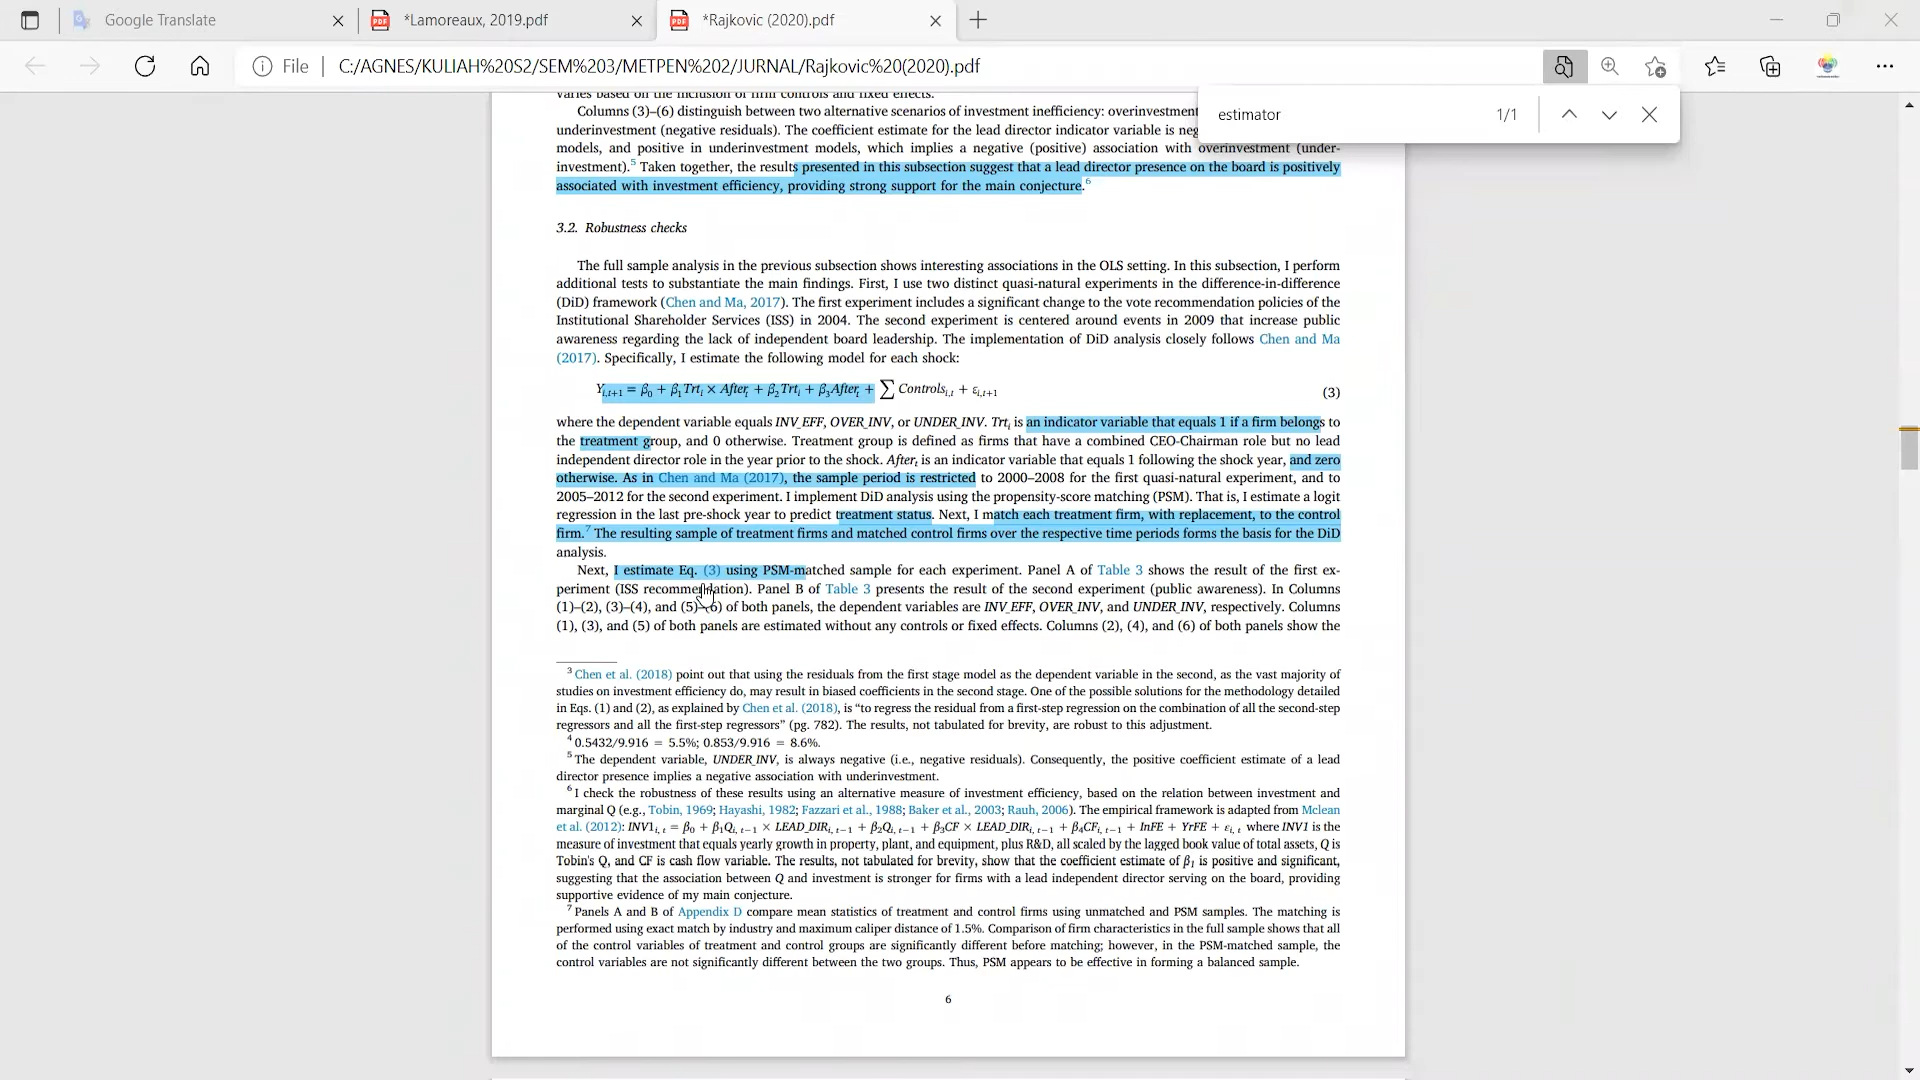 Google Translate
*Lamoreaux, 2019.pdf
*Rajkovic (2020).pdf
File
C:/AGNES/KULIAH%20S2/SEM%203/METPEN%202/JURNAL/Rajkovic%20(2020).pdf
estimator 1/1
varies based on the inclusion of firm controls and fixed effects.
Columns (3)–(6) distinguish between two alternative scenarios of investment inefficiency: overinvestment
underinvestment (negative residuals). The coefficient estimate for the lead director indicator variable is neg
models, and positive in underinvestment models, which implies a negative (positive) association with overinvestment (under-
investment).5 Taken together, the results presented in this subsection suggest that a lead director presence on the board is positively
associated with investment efficiency, providing strong support for the main conjecture.6
3.2. Robustness checks
The full sample analysis in the previous subsection shows interesting associations in the OLS setting. In this subsection, I perform
additional tests to substantiate the main findings. First, I use two distinct quasi-natural experiments in the difference-in-difference
(DiD) framework (Chen and Ma, 2017). The first experiment includes a significant change to the vote recommendation policies of the
Institutional Shareholder Services (ISS) in 2004. The second experiment is centered around events in 2009 that increase public
awareness regarding the lack of independent board leadership. The implementation of DiD analysis closely follows Chen and Ma
(2017). Specifically, I estimate the following model for each shock:
Yi,t+1 = β0 + β1Trti × Aftert + β2Trti + β3Aftert + ∑ Controlsi,t + εi,t+1 (3)
where the dependent variable equals INV_EFF, OVER_INV, or UNDER_INV. Trti is an indicator variable that equals 1 if a firm belongs to
the treatment group, and 0 otherwise. Treatment group is defined as firms that have a combined CEO-Chairman role but no lead
independent director role in the year prior to the shock. Aftert is an indicator variable that equals 1 following the shock year, and zero
otherwise. As in Chen and Ma (2017), the sample period is restricted to 2000–2008 for the first quasi-natural experiment, and to
2005–2012 for the second experiment. I implement DiD analysis using the propensity-score matching (PSM). That is, I estimate a logit
regression in the last pre-shock year to predict treatment status. Next, I match each treatment firm, with replacement, to the control
firm.7 The resulting sample of treatment firms and matched control firms over the respective time periods forms the basis for the DiD
analysis.
Next, I estimate Eq. (3) using PSM-matched sample for each experiment. Panel A of Table 3 shows the result of the first ex-
periment (ISS recommendation). Panel B of Table 3 presents the result of the second experiment (public awareness). In Columns
(1)–(2), (3)–(4), and (5)–(6) of both panels, the dependent variables are INV_EFF, OVER_INV, and UNDER_INV, respectively. Columns
(1), (3), and (5) of both panels are estimated without any controls or fixed effects. Columns (2), (4), and (6) of both panels show the
3 Chen et al. (2018) point out that using the residuals from the first stage model as the dependent variable in the second, as the vast majority of
studies on investment efficiency do, may result in biased coefficients in the second stage. One of the possible solutions for the methodology detailed
in Eqs. (1) and (2), as explained by Chen et al. (2018), is “to regress the residual from a first-step regression on the combination of all the second-step
regressors and all the first-step regressors” (pg. 782). The results, not tabulated for brevity, are robust to this adjustment.
4 0.5432/9.916 = 5.5%; 0.853/9.916 = 8.6%.
5 The dependent variable, UNDER_INV, is always negative (i.e., negative residuals). Consequently, the positive coefficient estimate of a lead
director presence implies a negative association with underinvestment.
6 I check the robustness of these results using an alternative measure of investment efficiency, based on the relation between investment and
marginal Q (e.g., Tobin, 1969; Hayashi, 1982; Fazzari et al., 1988; Baker et al., 2003; Rauh, 2006). The empirical framework is adapted from Mclean
et al. (2012): INV1i, t = β0 + β1Qi, t−1 × LEAD_DIRi, t−1 + β2Qi, t−1 + β3CF × LEAD_DIRi, t−1 + β4CFi, t−1 + InFE + YrFE + εi, t where INV1 is the
measure of investment that equals yearly growth in property, plant, and equipment, plus R&D, all scaled by the lagged book value of total assets, Q is
Tobin's Q, and CF is cash flow variable. The results, not tabulated for brevity, show that the coefficient estimate of β1 is positive and significant,
suggesting that the association between Q and investment is stronger for firms with a lead independent director serving on the board, providing
supportive evidence of my main conjecture.
7 Panels A and B of Appendix D compare mean statistics of treatment and control firms using unmatched and PSM samples. The matching is
performed using exact match by industry and maximum caliper distance of 1.5%. Comparison of firm characteristics in the full sample shows that all
of the control variables of treatment and control groups are significantly different before matching; however, in the PSM-matched sample, the
control variables are not significantly different between the two groups. Thus, PSM appears to be effective in forming a balanced sample.
6